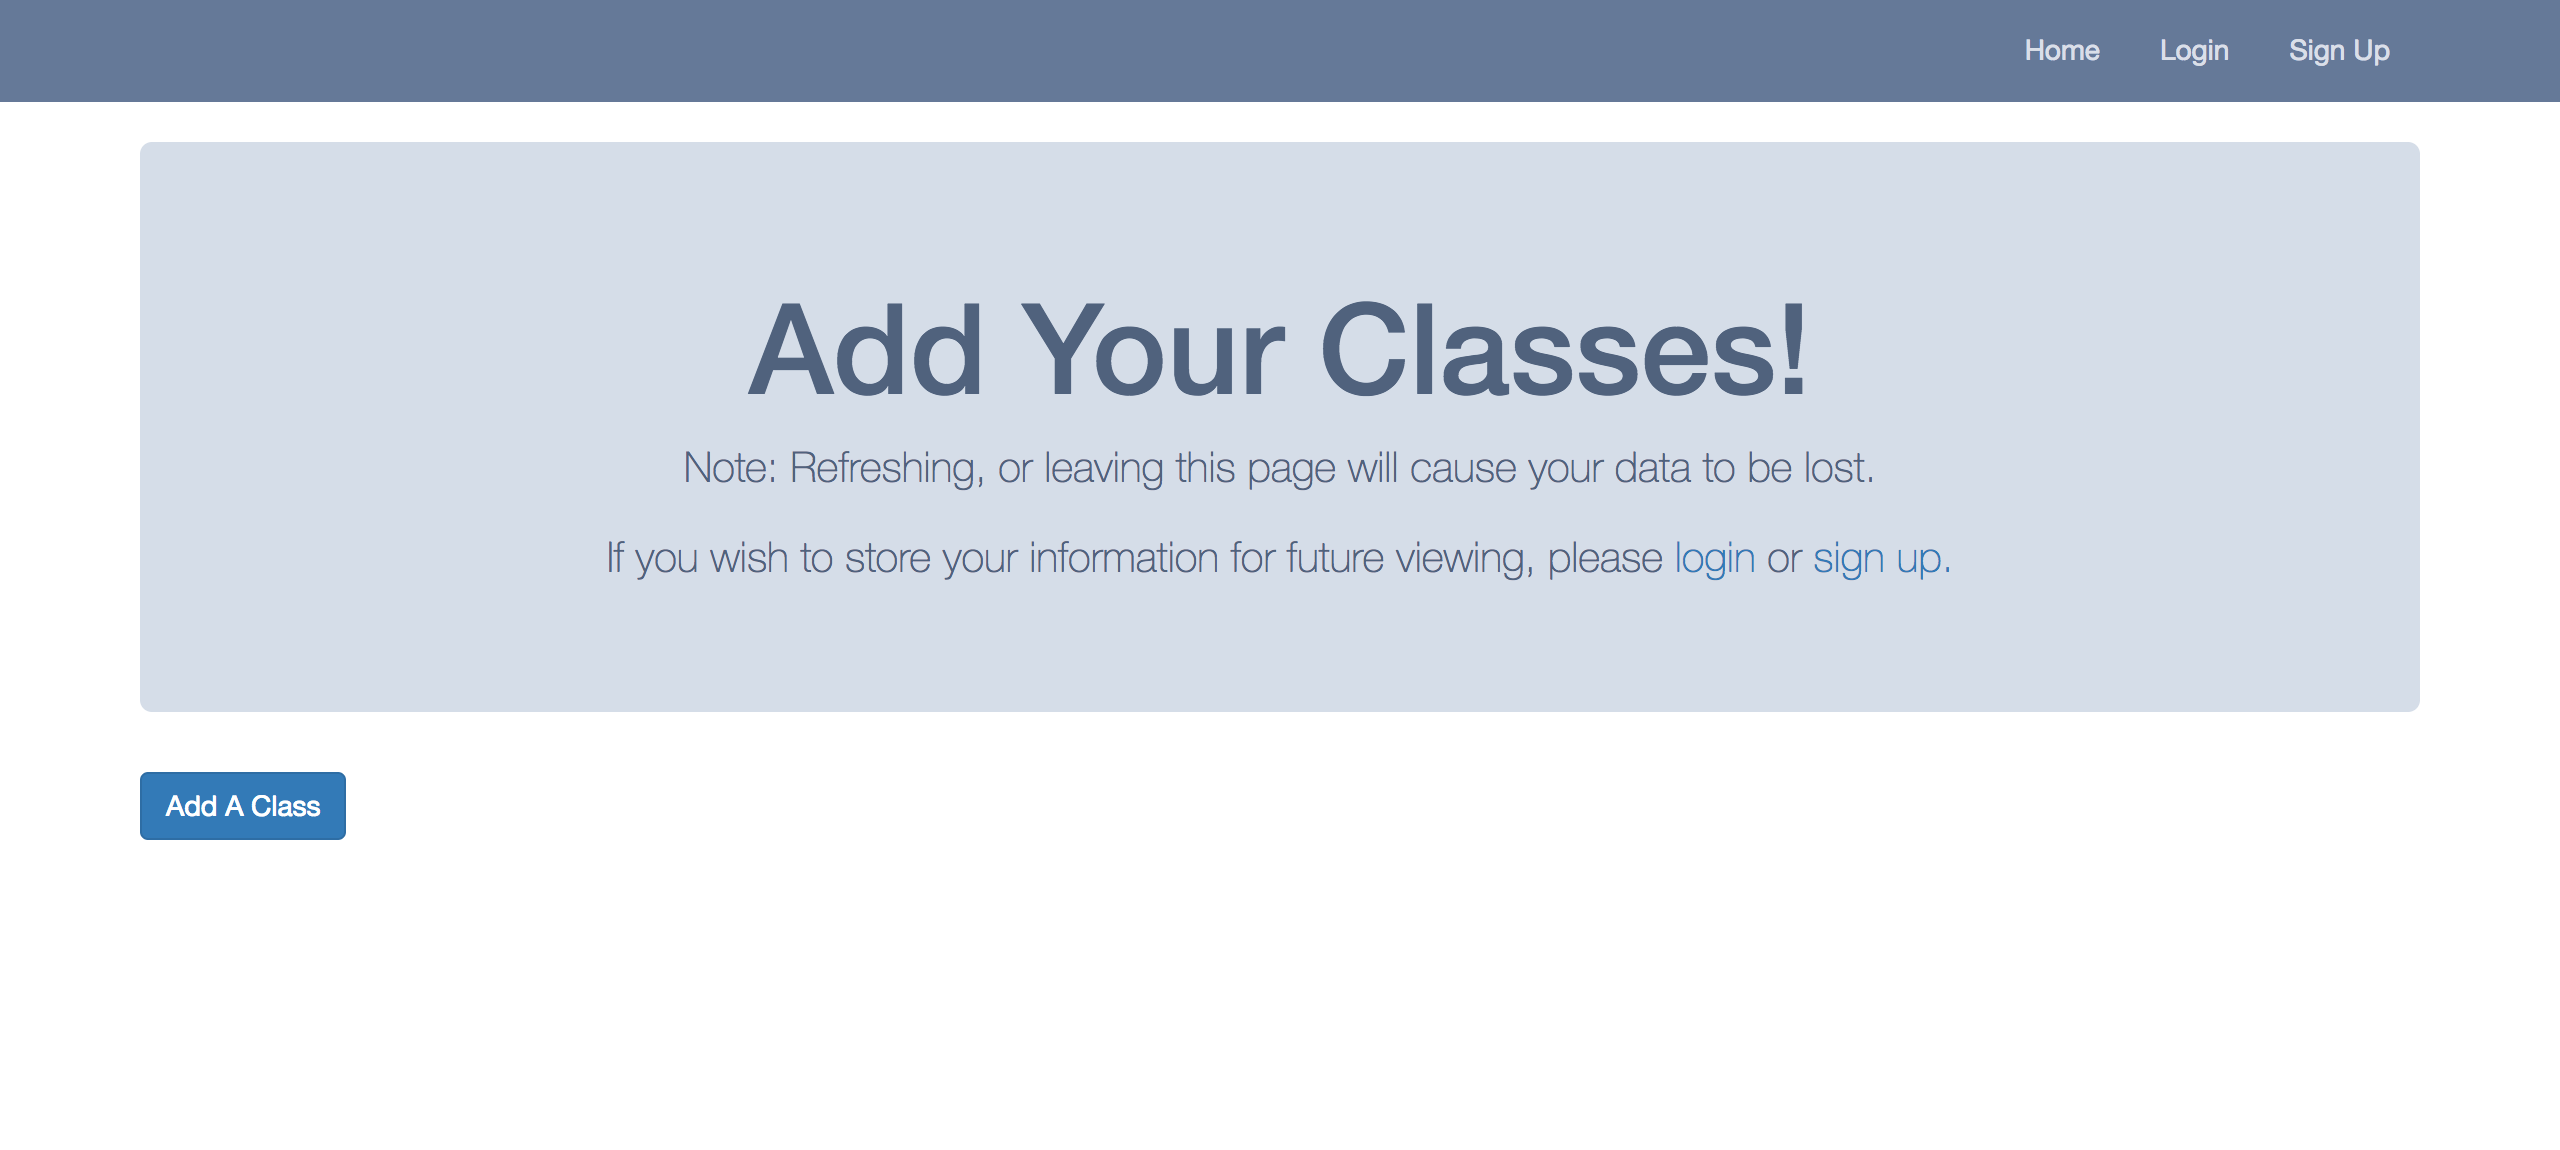 Home Login Sign Up
Add Your Classes!
Note: Refreshing, or leaving this page will cause your data to be lost.
If you wish to store your information for future viewing, please login or sign up.
Add A Class